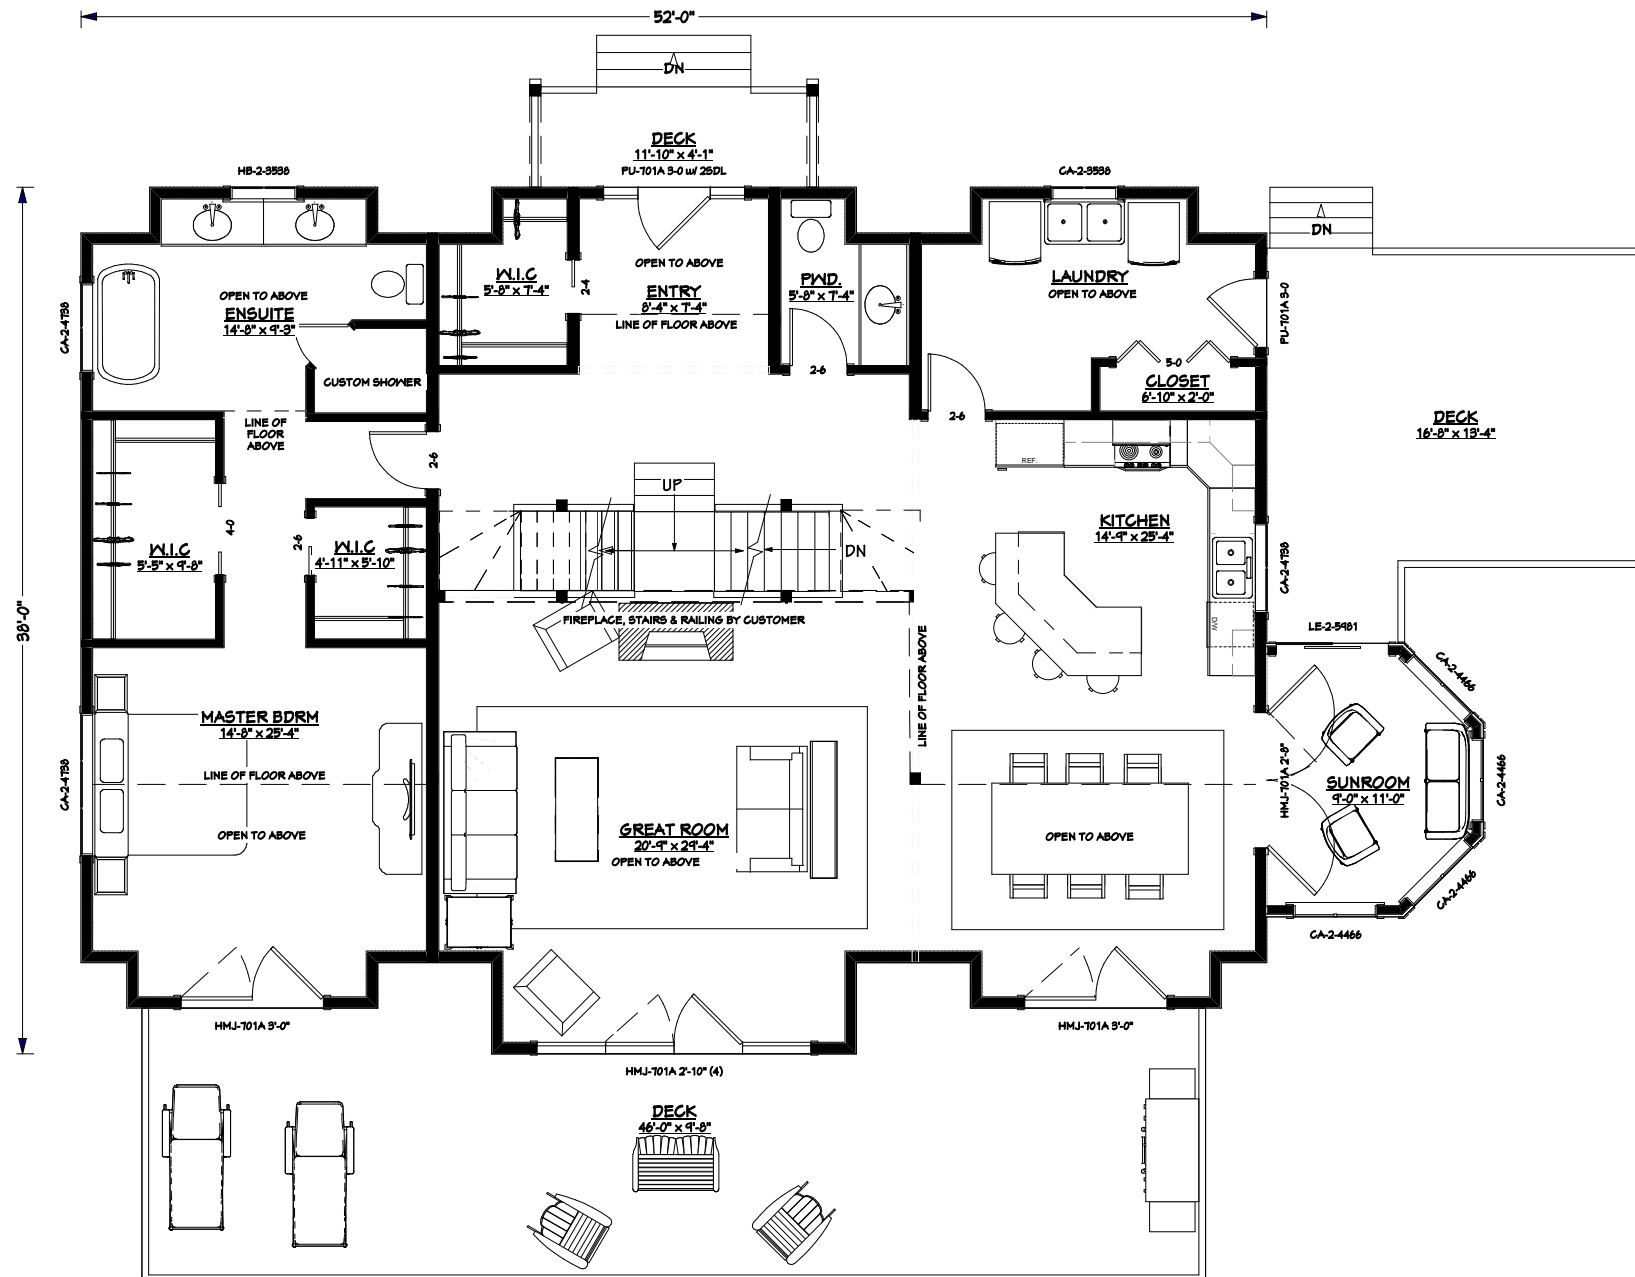 52'-0"
DN
DECK
11'-10" x 4'-1"
PU-701A 3-0 w/ 2SDL
HB-2-3538
CA-2-3538
DN
OPEN TO ABOVE
ENSUITE
14'-8" x 9'-3"
CA-2-4738
CUSTOM SHOWER
W.I.C
5'-8" x 7'-4"
2-4
OPEN TO ABOVE
ENTRY
8'-4" x 7'-4"
LINE OF FLOOR ABOVE
PWD.
5'-8" x 7'-4"
2-6
LAUNDRY
OPEN TO ABOVE
PU-701A 3-0
5-0
CLOSET
6'-10" x 2'-0"
2-6
DECK
16'-8" x 13'-4"
LINE OF
FLOOR
ABOVE
2-6
REF.
UP
DN
KITCHEN
14'-9" x 25'-4"
CA-2-4738
D/W
W.I.C
5'-5" x 9'-8"
4-0
2-6
W.I.C
4'-11" x 5'-10"
38'-0"
FIREPLACE, STAIRS & RAILING BY CUSTOMER
LINE OF FLOOR ABOVE
LE-2-5981
CA-2-4466
MASTER BDRM
14'-8" x 25'-4"
LINE OF FLOOR ABOVE
OPEN TO ABOVE
CA-2-4738
GREAT ROOM
20'-9" x 29'-4"
OPEN TO ABOVE
OPEN TO ABOVE
HMJ-701A 2'-8"
SUNROOM
9'-0" x 11'-0"
CA-2-4466
CA-2-4466
CA-2-4466
HMJ-701A 3'-0"
HMJ-701A 3'-0"
HMJ-701A 2'-10" (4)
DECK
46'-0" x 9'-8"